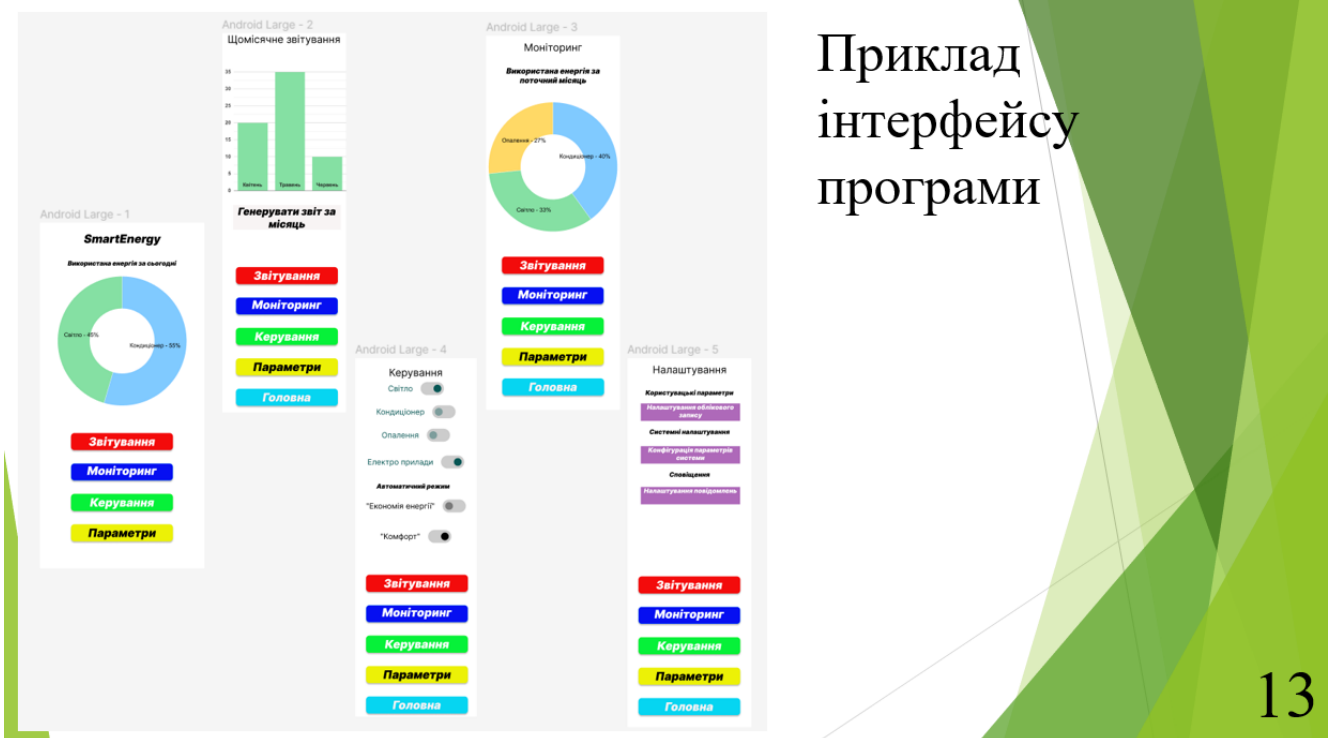 Приклад
інтерфейсу
програми
Android Large - 1
SmartEnergy
Використана енергія за сьогодні
Світло - 45%
Кондиціонер - 55%
Звітування
Моніторинг
Керування
Параметри
Android Large - 2
Щомісячне звітування
35
30
25
20
15
10
5
0
Квітень Травень Червень
Генерувати звіт за
місяць
Звітування
Моніторинг
Керування
Параметри
Головна
Android Large - 3
Моніторинг
Використана енергія за
поточний місяць
Опалення - 27%
Кондиціонер - 40%
Світло - 33%
Звітування
Моніторинг
Керування
Параметри
Головна
Android Large - 4
Керування
Світло
Кондиціонер
Опалення
Електро прилади
Автоматичний режим
"Економія енергії"
"Комфорт"
Звітування
Моніторинг
Керування
Параметри
Головна
Android Large - 5
Налаштування
Користувацькі параметри
Налаштування облікового
запису
Системні налаштування
Конфігурація параметрів
системи
Сповіщення
Налаштування повідомлень
Звітування
Моніторинг
Керування
Параметри
Головна
13